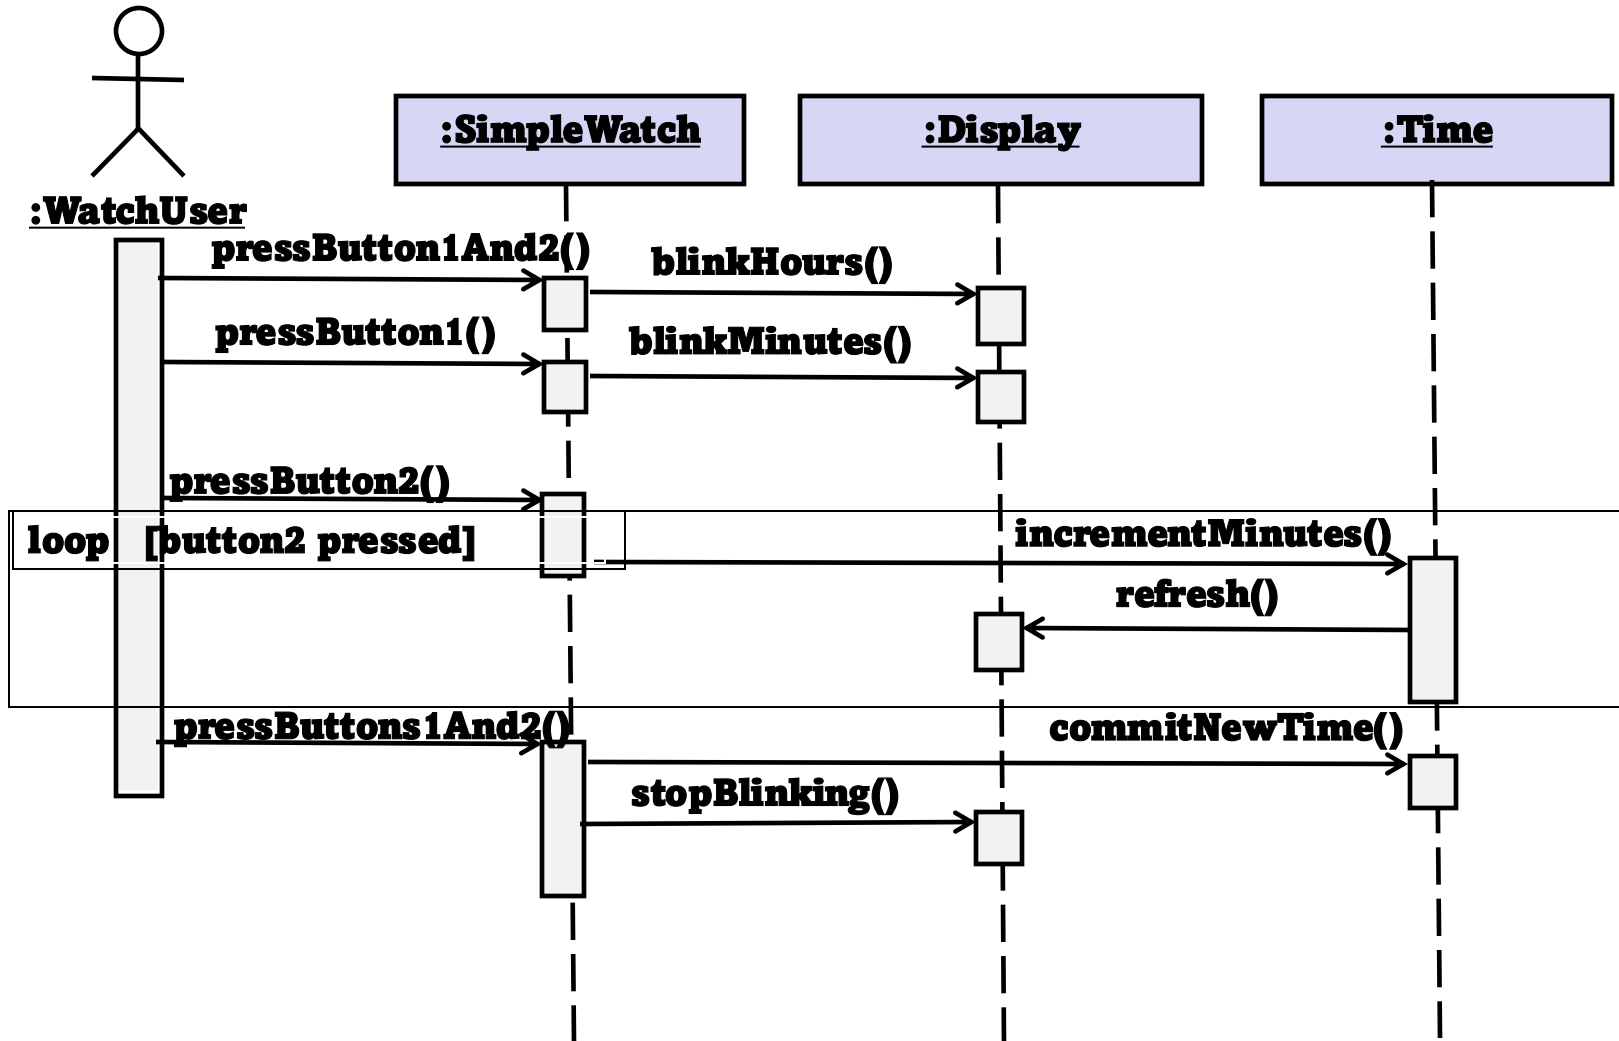 :SimpleWatch
:Display
:Time
:WatchUser
pressButton1And2()
blinkHours()
pressButton1()
blinkMinutes()
pressButton2()
loop [button2 pressed]
incrementMinutes()
refresh()
pressButtons1And2()
commitNewTime()
stopBlinking()